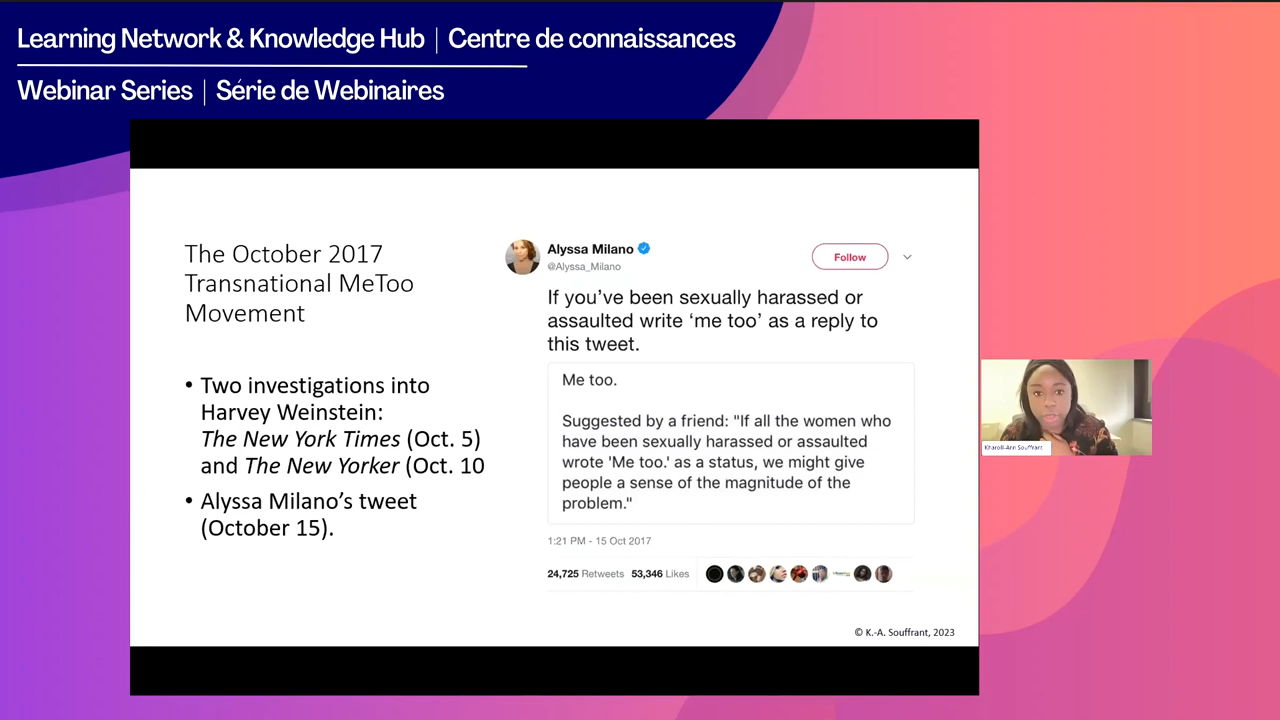 Learning Network & Knowledge Hub | Centre de connaissances
Webinar Series | Série de Webinaires
The October 2017
Transnational MeToo
Movement
• Two investigations into
Harvey Weinstein:
The New York Times (Oct. 5)
and The New Yorker (Oct. 10
• Alyssa Milano's tweet
(October 15).
Alyssa Milano
@Alyssa_Milano
Follow
If you've been sexually harassed or
assaulted write ‘me too’ as a reply to
this tweet.
Me too.
Suggested by a friend: "If all the women who
have been sexually harassed or assaulted
wrote 'Me too.' as a status, we might give
people a sense of the magnitude of the
problem."
1:21 PM - 15 Oct 2017
24,725 Retweets 53,346 Likes
© K.-A. Souffrant, 2023
Kharoll-Ann Souffrant